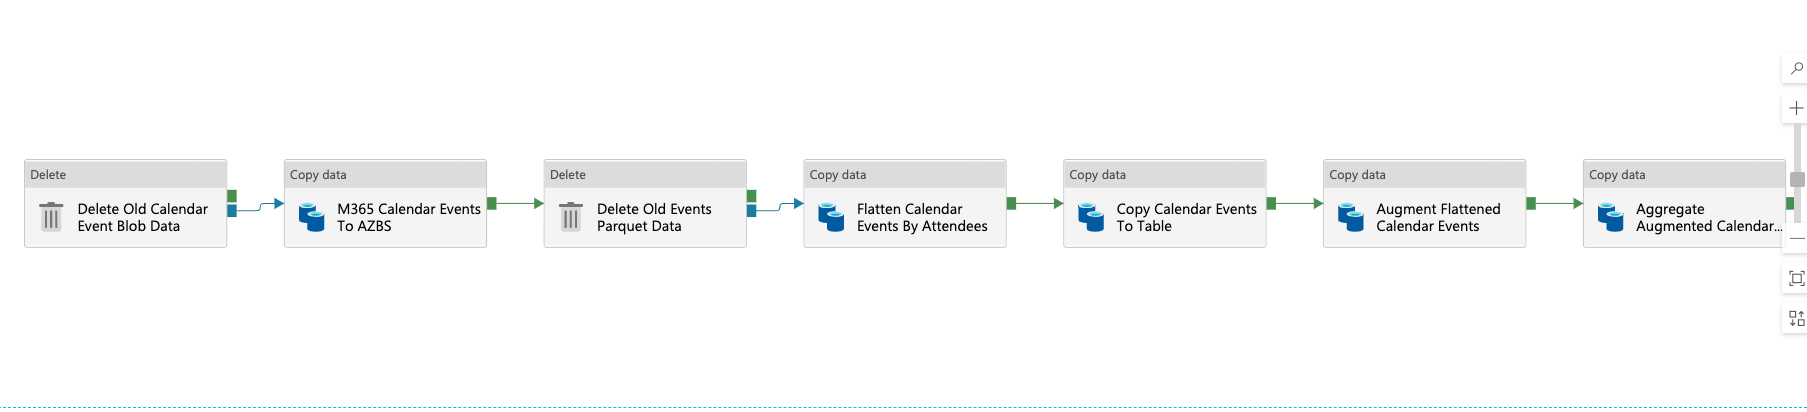 Delete
Delete Old Calendar
Event Blob Data
Copy data
M365 Calendar Events
To AZBS
Delete
Delete Old Events
Parquet Data
Copy data
Flatten Calendar
Events By Attendees
Copy data
Copy Calendar Events
To Table
Copy data
Augment Flattened
Calendar Events
Copy data
Aggregate
Augmented Calendar...